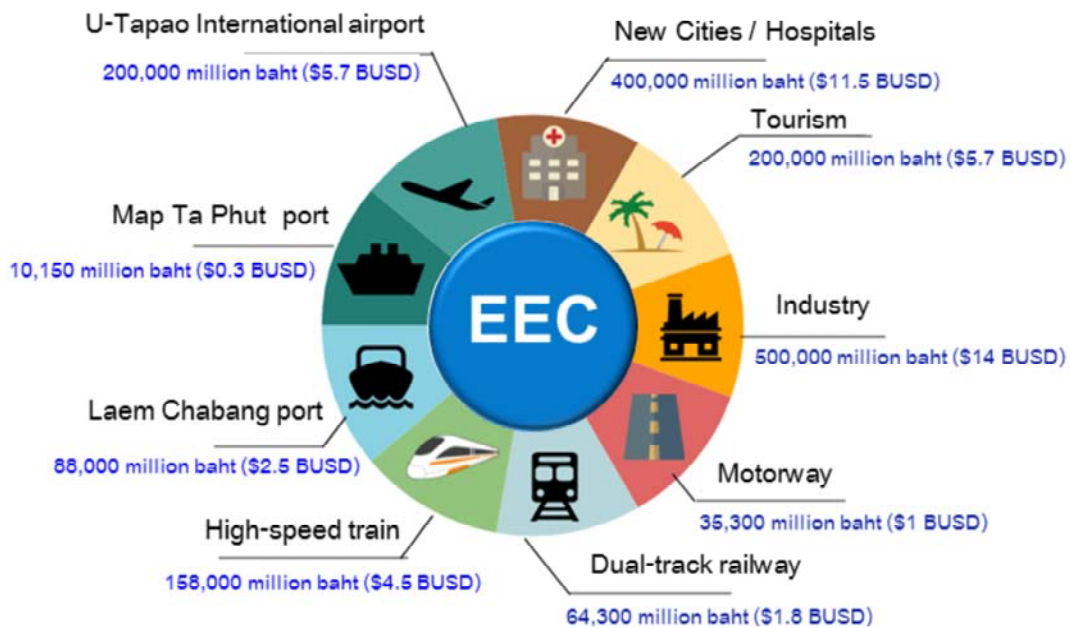 U-Tapao International airport
200,000 million baht ($5.7 BUSD)
New Cities / Hospitals
400,000 million baht ($11.5 BUSD)
Tourism
200,000 million baht ($5.7 BUSD)
Map Ta Phut port
10,150 million baht ($0.3 BUSD)
EEC
Industry
500,000 million baht ($14 BUSD)
Laem Chabang port
88,000 million baht ($2.5 BUSD)
Motorway
35,300 million baht ($1 BUSD)
High-speed train
158,000 million baht ($4.5 BUSD)
Dual-track railway
64,300 million baht ($1.8 BUSD)